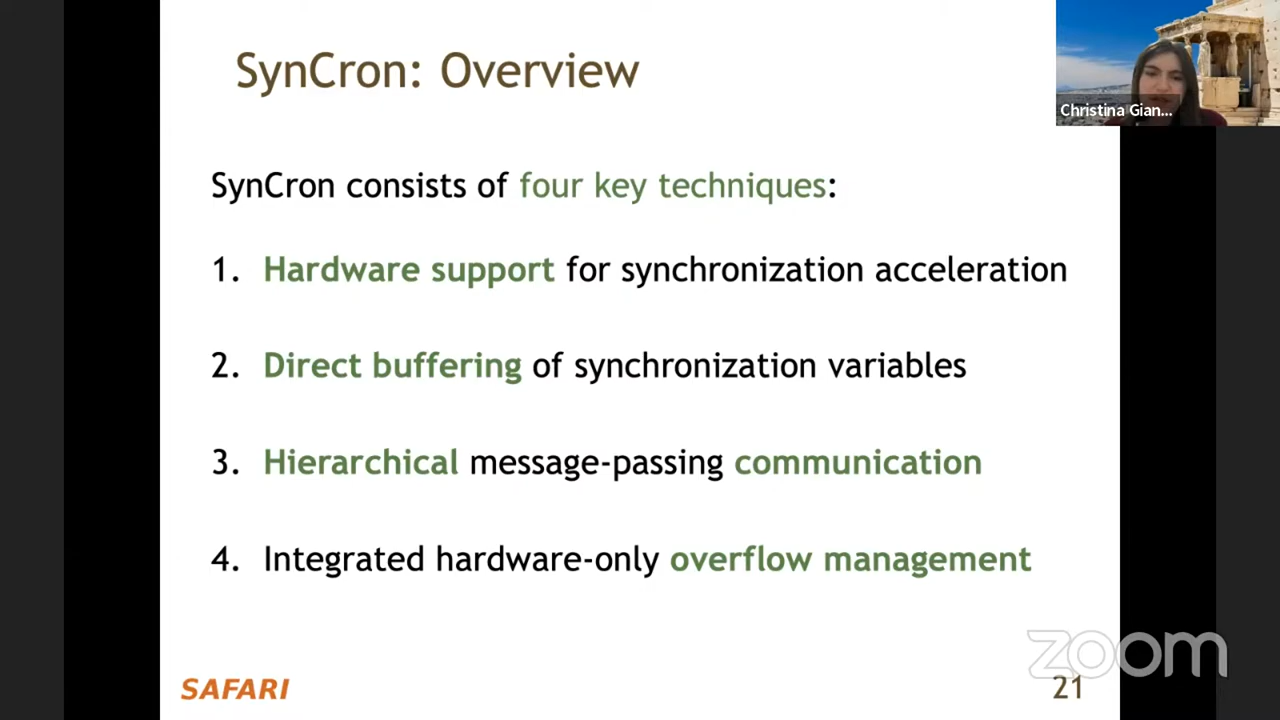 SynCron: Overview
Christina Gian...
SynCron consists of four key techniques:
1. Hardware support for synchronization acceleration
2. Direct buffering of synchronization variables
3. Hierarchical message-passing communication
4. Integrated hardware-only overflow management
zoom
SAFARI
21